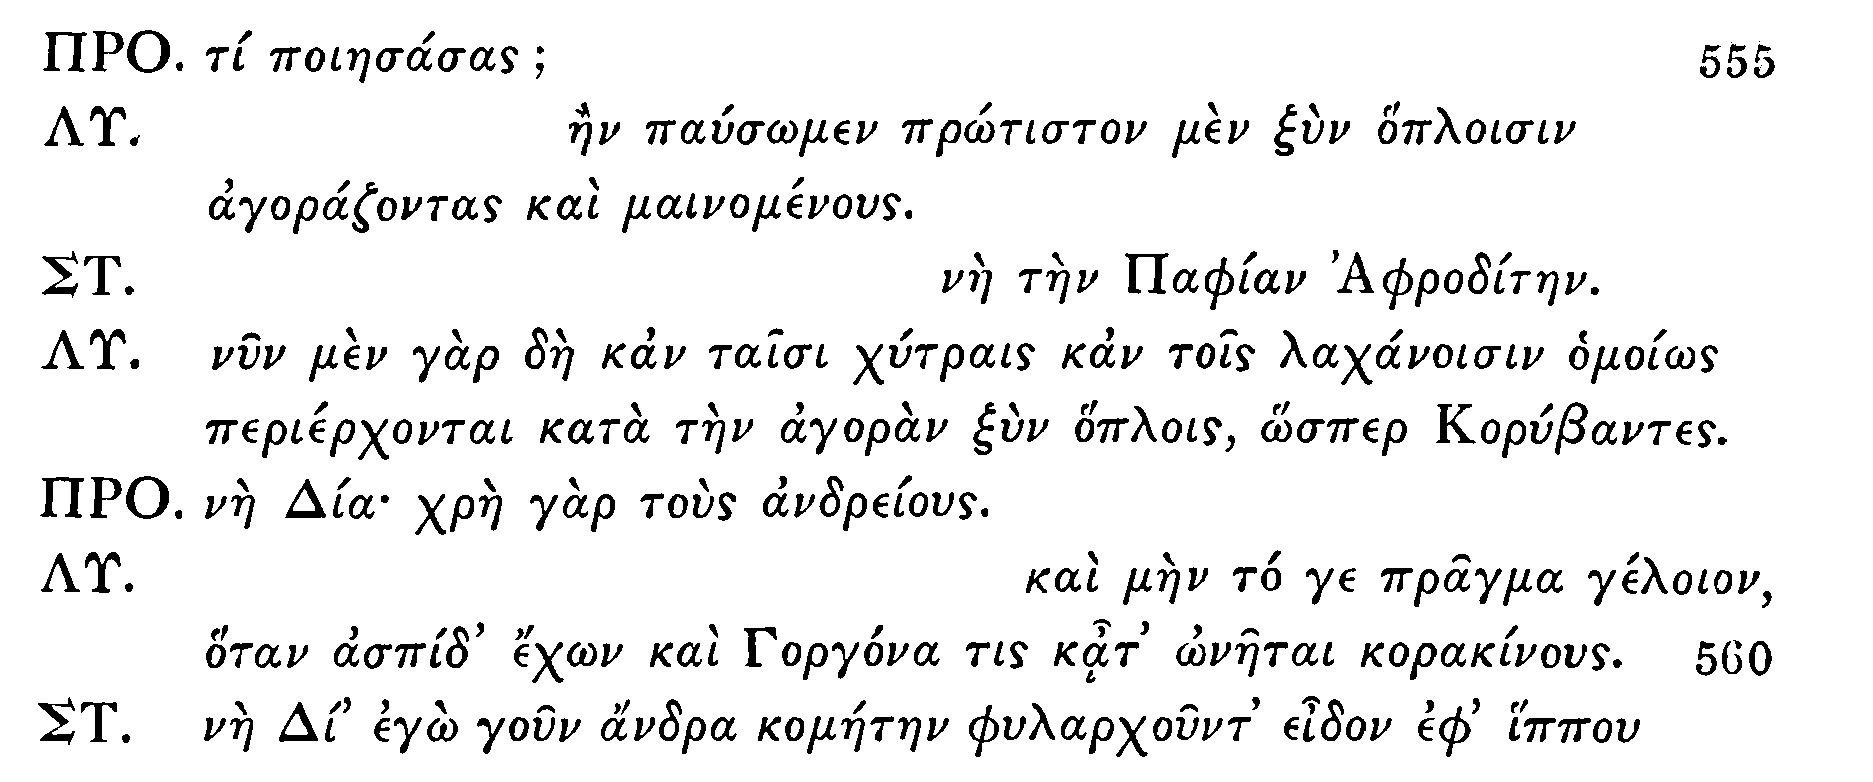 ΠΡΟ. τί ποιησάσας; 555
ΛΥ. ἢν παύσωμεν πρώτιστον μὲν ξὺν ὅπλοισιν
ἀγοράζοντας καὶ μαινομένους.
ΣΤ. νὴ τὴν Παφίαν Ἀφροδίτην.
ΛΥ. νῦν μὲν γὰρ δὴ κἀν ταῖσι χύτραις κἀν τοῖς λαχάνοισιν ὁμοίως
περιέρχονται κατὰ τὴν ἀγορὰν ξὺν ὅπλοις, ὥσπερ Κορύβαντες.
ΠΡΟ. νὴ Δία· χρὴ γὰρ τοὺς ἀνδρείους.
ΛΥ. καὶ μὴν τό γε πρᾶγμα γέλοιον,
ὅταν ἀσπίδ’ ἔχων καὶ Γοργόνα τις κᾆτ’ ὠνῆται κορακίνους. 560
ΣΤ. νὴ Δί’ ἐγὼ γοῦν ἄνδρα κομήτην φυλαρχοῦντ’ εἶδον ἐφ’ ἵππου